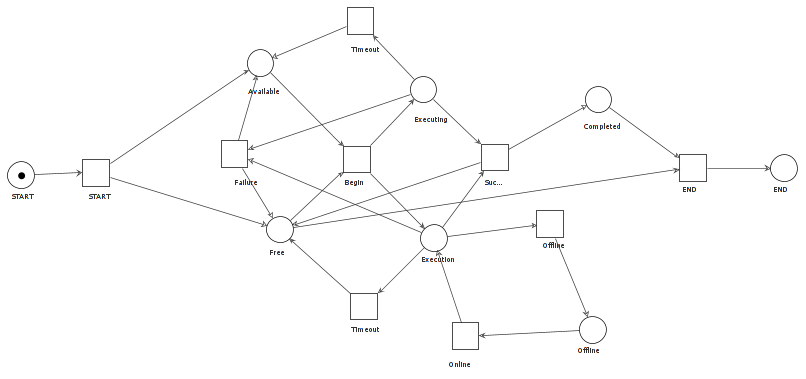 Timeout
Available
Executing
Completed
START
START
Failure
Begin
Suc...
END
END
Free
Execution
Offline
Timeout
Online
Offline